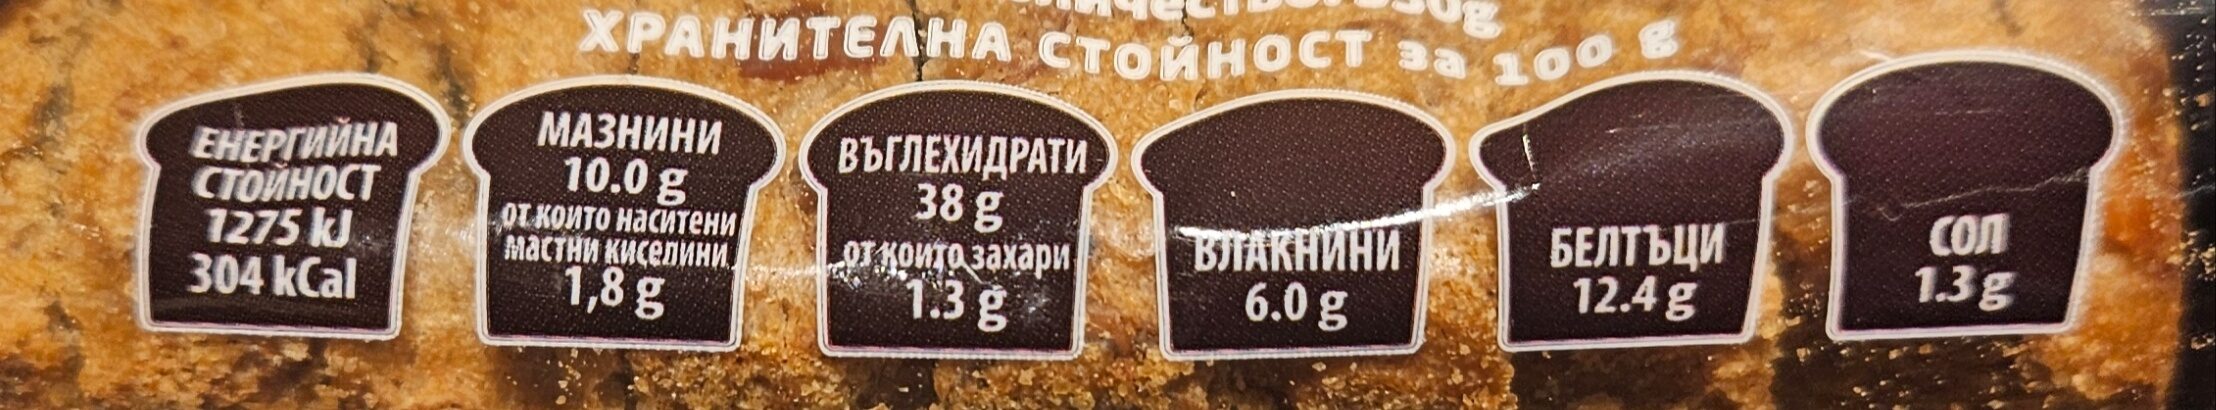 ХРАНИТЕЛНА СТОЙНОСТ за 100 g
ЕНЕРГИЙНА
СТОЙНОСТ
1275 kJ
304 kCal
МАЗНИНИ
10.0 g
от които наситени
мастни киселини
1,8 g
ВЪГЛЕХИДРАТИ
38 g
от които захари
1.3 g
ВЛАКНИНИ
6.0 g
БЕЛТЪЦИ
12.4 g
СОЛ
1.3 g